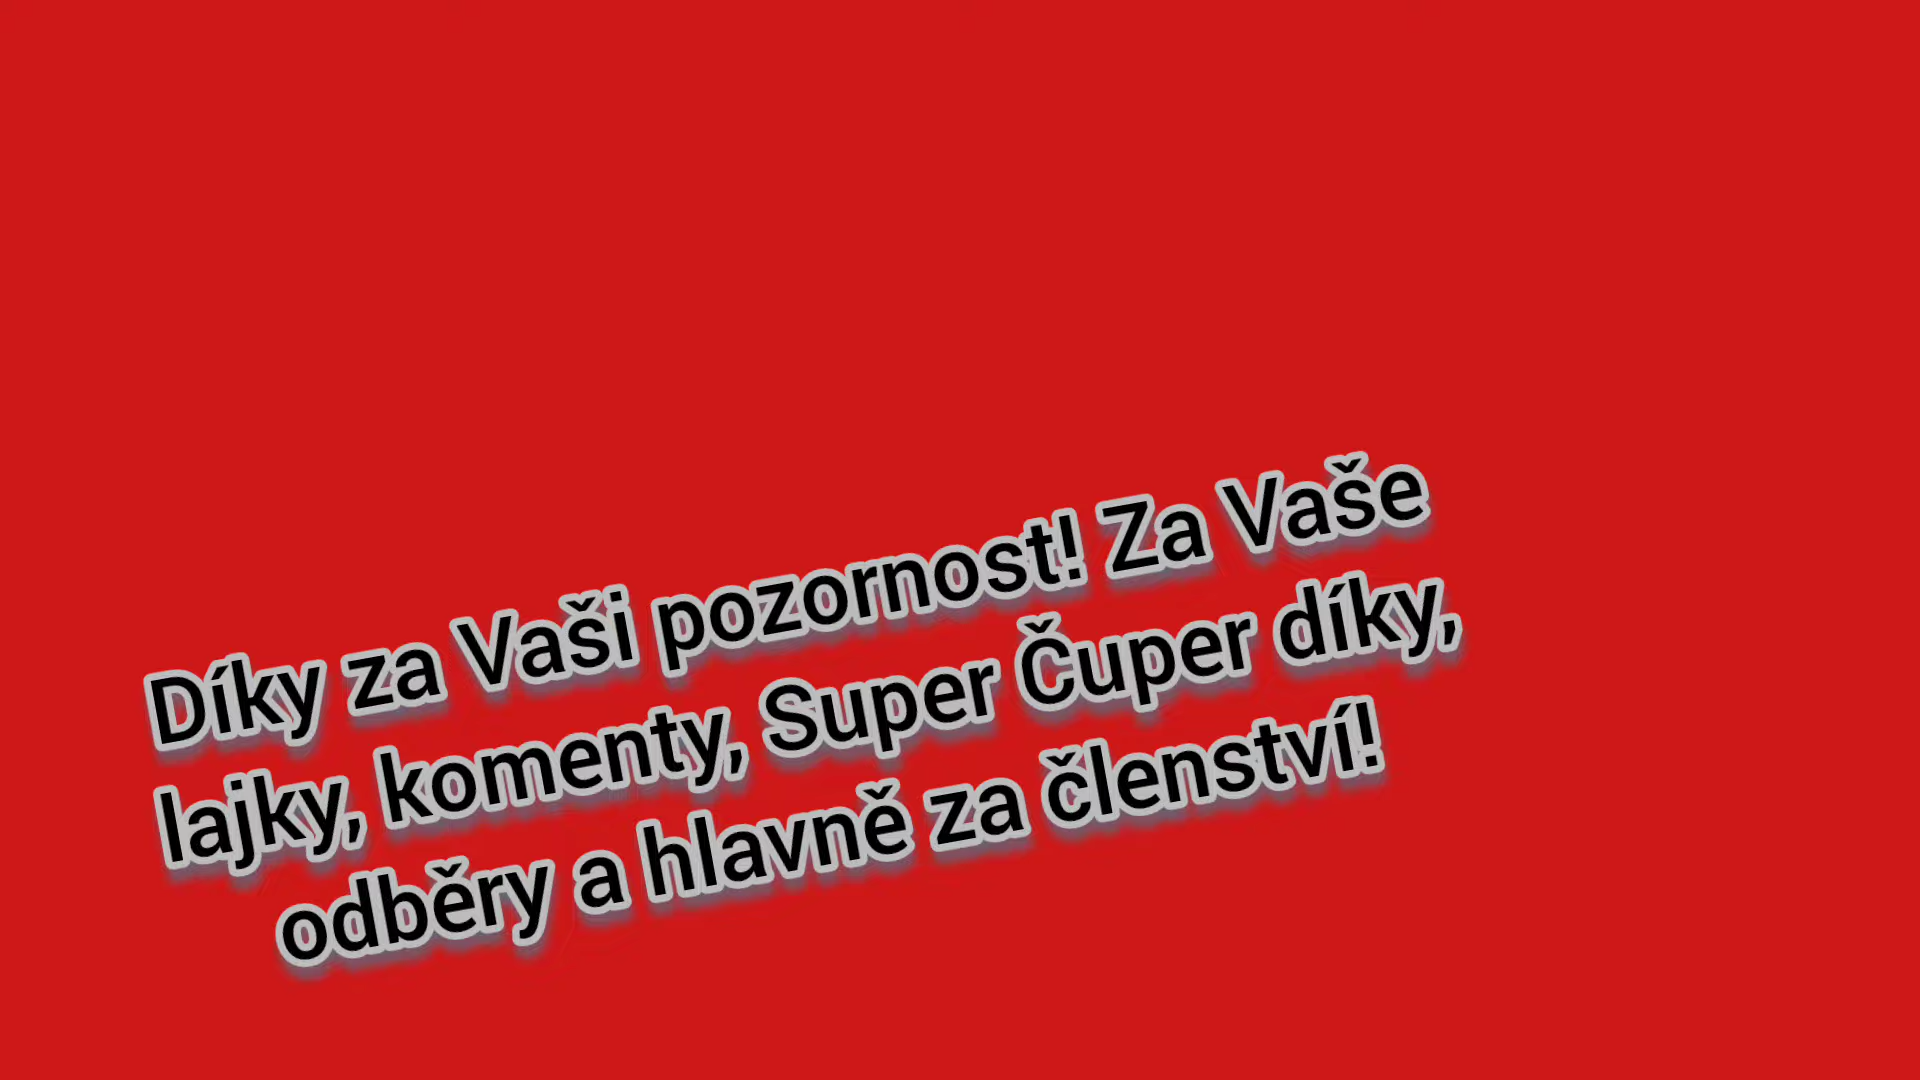 Díky za Vaši pozornost! Za Vaše
lajky, komenty, Super Čuper díky,
odběry a hlavně za členství!